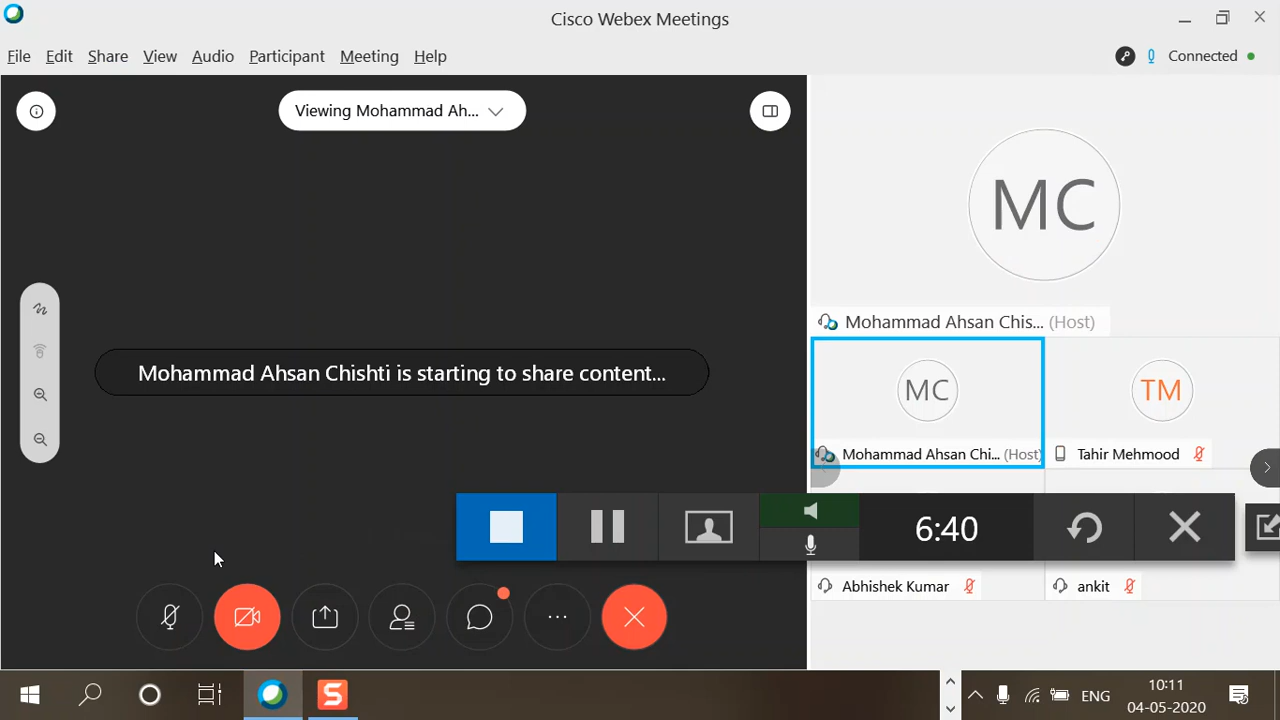 Cisco Webex Meetings
File Edit Share View Audio Participant Meeting Help
Connected
Viewing Mohammad Ah...
MC
Mohammad Ahsan Chis... (Host)
Mohammad Ahsan Chishti is starting to share content...
MC
TM
Mohammad Ahsan Chi... (Host)
Tahir Mehmood
6:40
Abhishek Kumar
ankit
S
ENG
10:11
04-05-2020